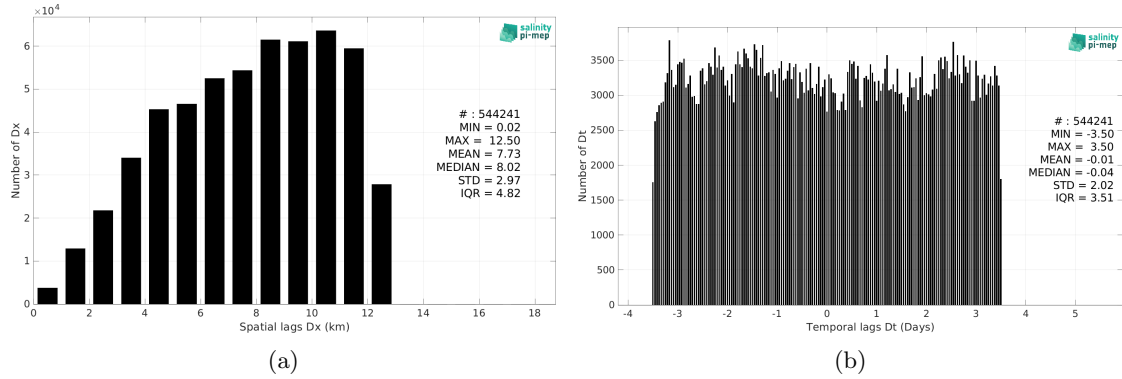 ×10⁴
6
5
4
3
2
1
0
Number of Dx
0 2 4 6 8 10 12 14 16 18
Spatial lags Dx (km)
salinity
pi-mep
# : 544241
MIN = 0.02
MAX = 12.50
MEAN = 7.73
MEDIAN = 8.02
STD = 2.97
IQR = 4.82
(a)
3500
3000
2500
2000
1500
1000
500
0
Number of Dt
-4 -3 -2 -1 0 1 2 3 4 5
Temporal lags Dt (Days)
salinity
pi-mep
# : 544241
MIN = -3.50
MAX = 3.50
MEAN = -0.01
MEDIAN = -0.04
STD = 2.02
IQR = 3.51
(b)